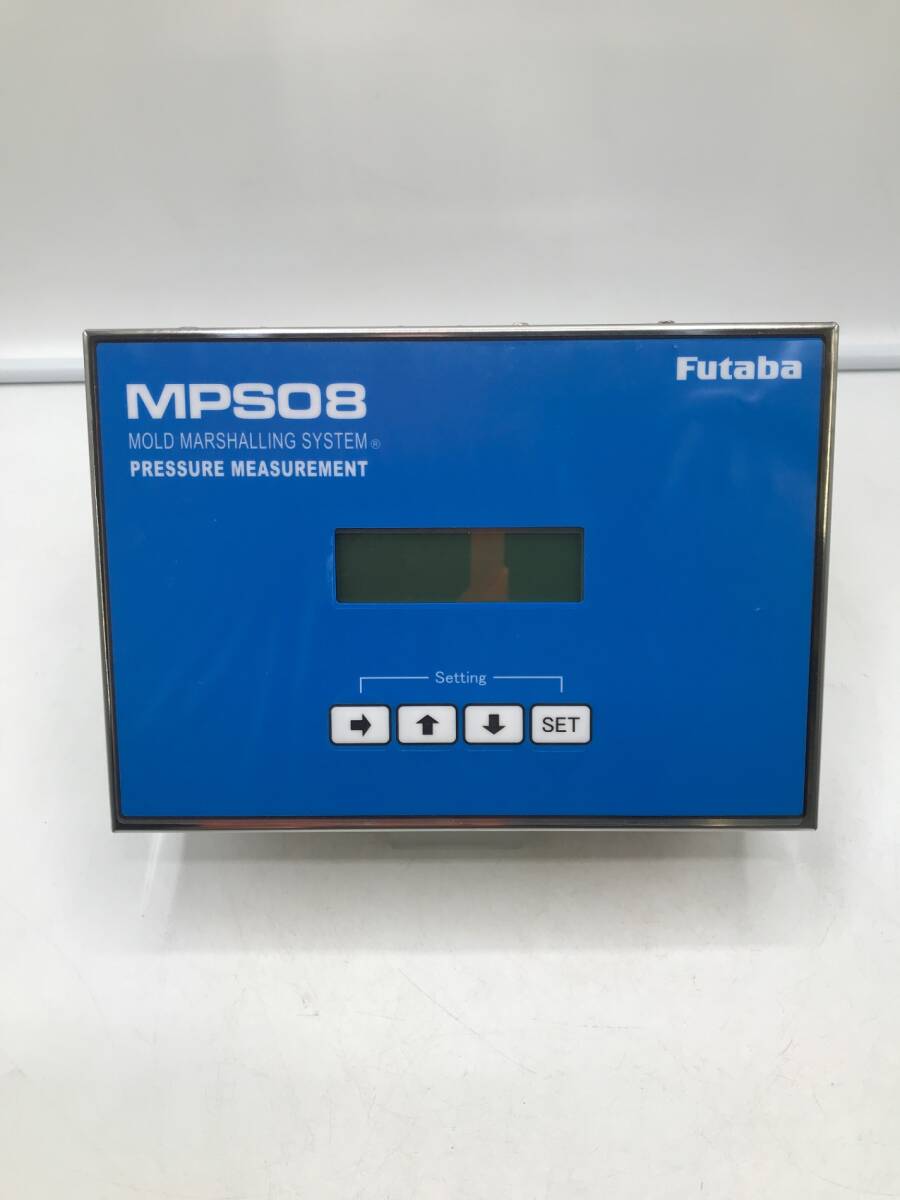 Futaba
MPS08
MOLD MARSHALLING SYSTEM®
PRESSURE MEASUREMENT
Setting
SET